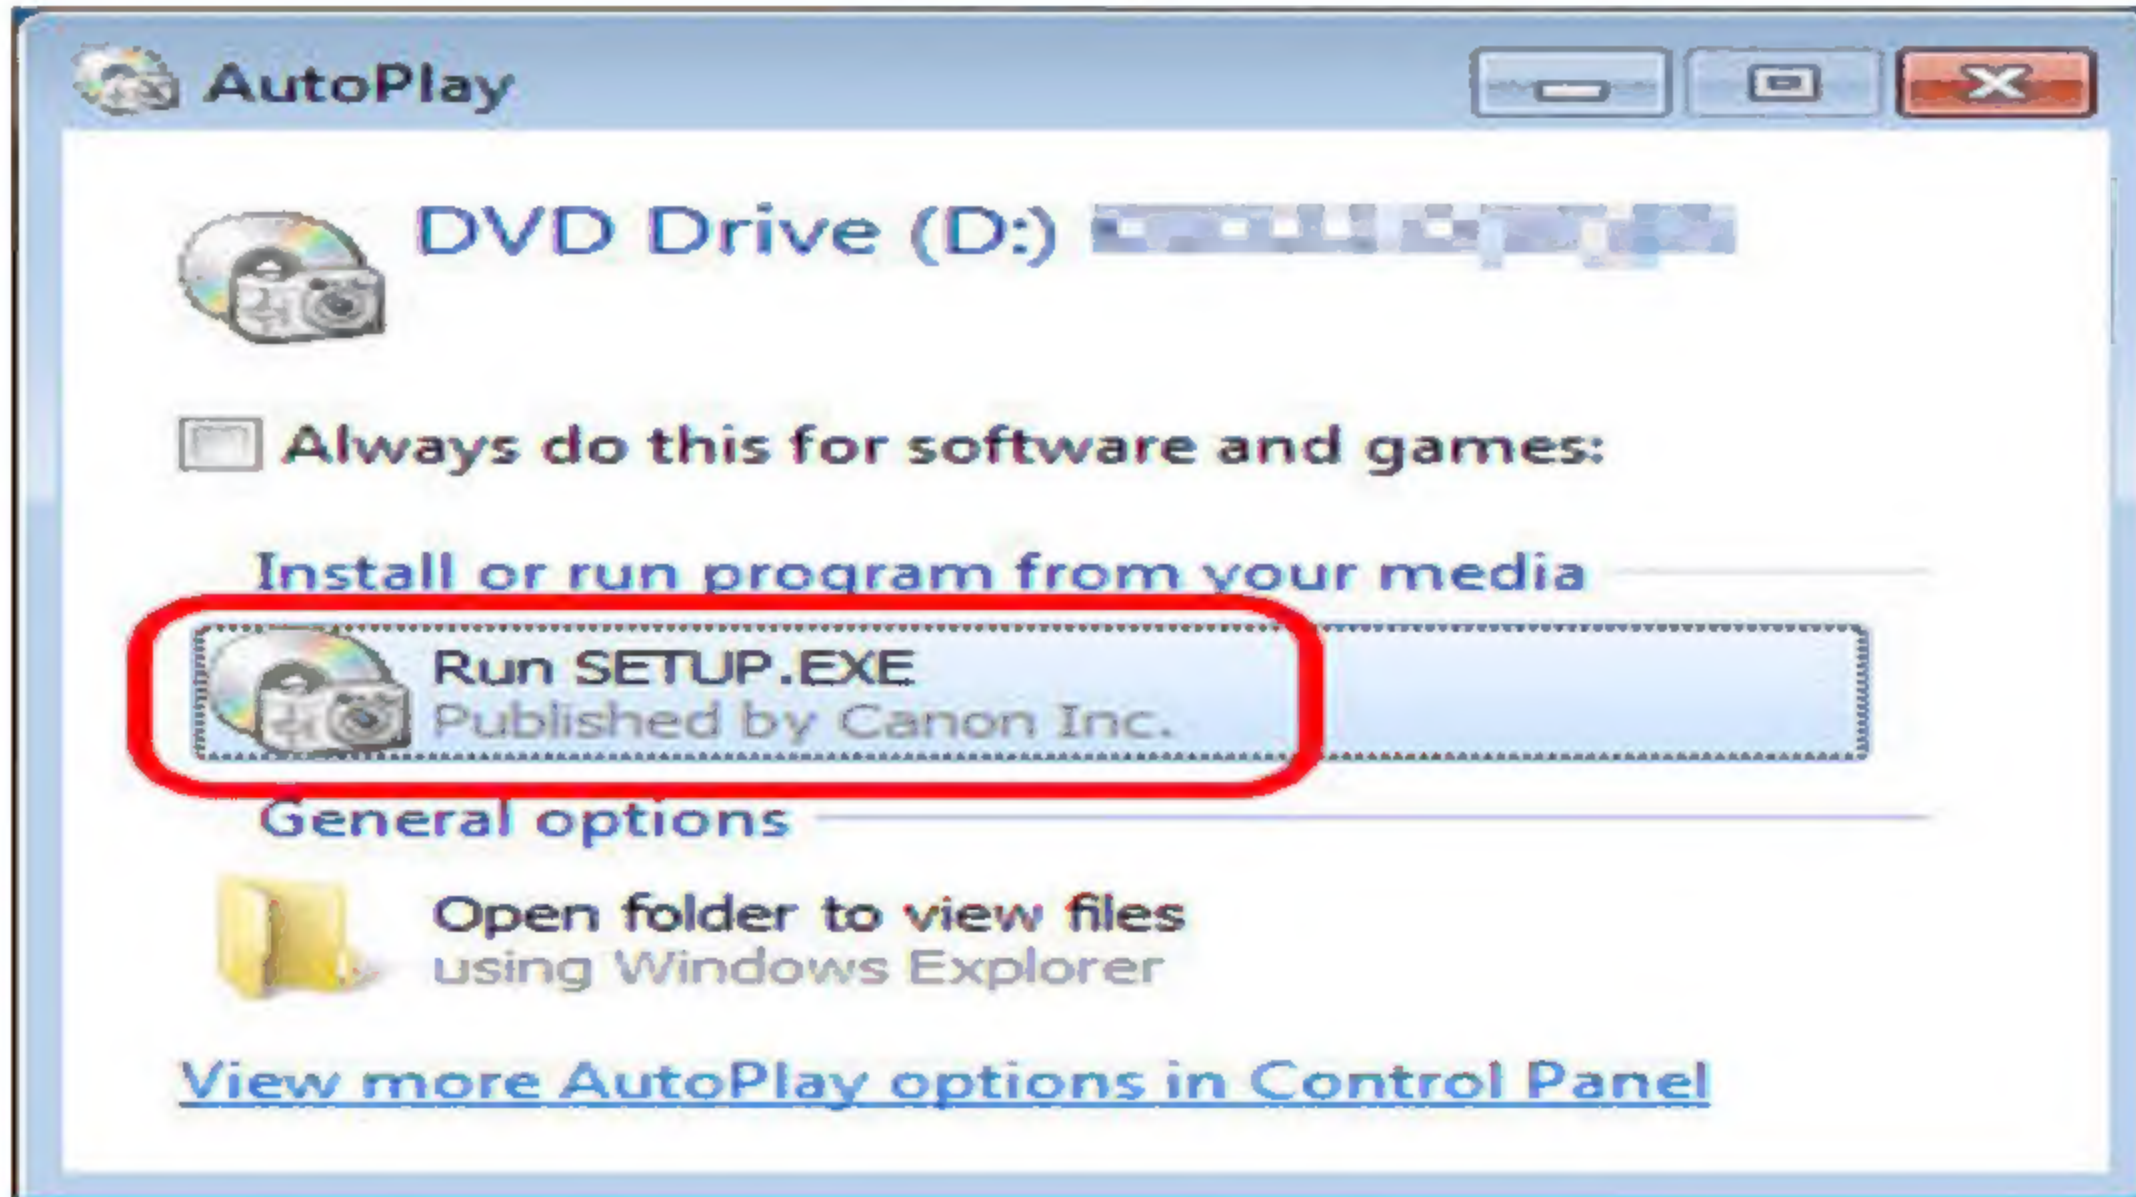 AutoPlay
DVD Drive (D:)
Always do this for software and games:
Install or run program from your media
Run SETUP.EXE
Published by Canon Inc.
General options
Open folder to view files
using Windows Explorer
View more AutoPlay options in Control Panel